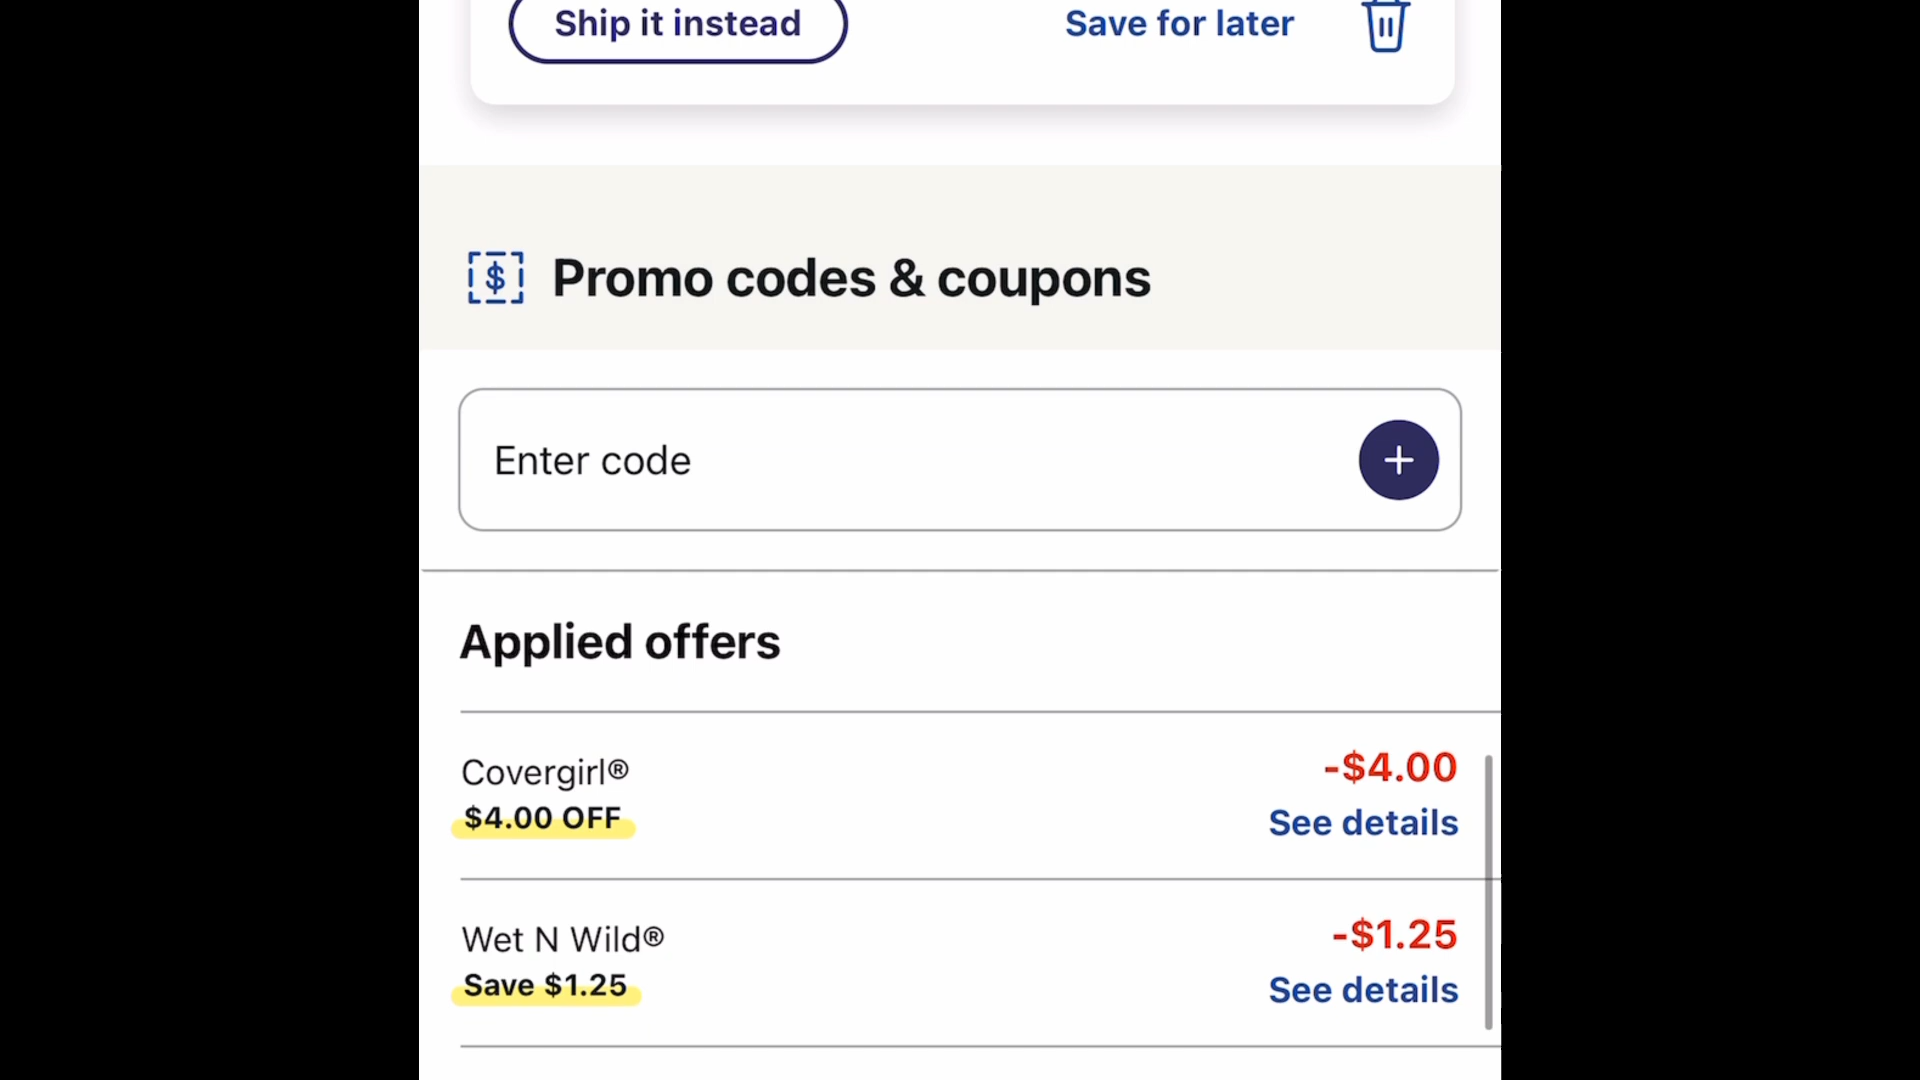 Ship it instead
Save for later
$ Promo codes & coupons
Enter code
Applied offers
Covergirl®
-$4.00
$4.00 OFF
See details
Wet N Wild®
-$1.25
Save $1.25
See details